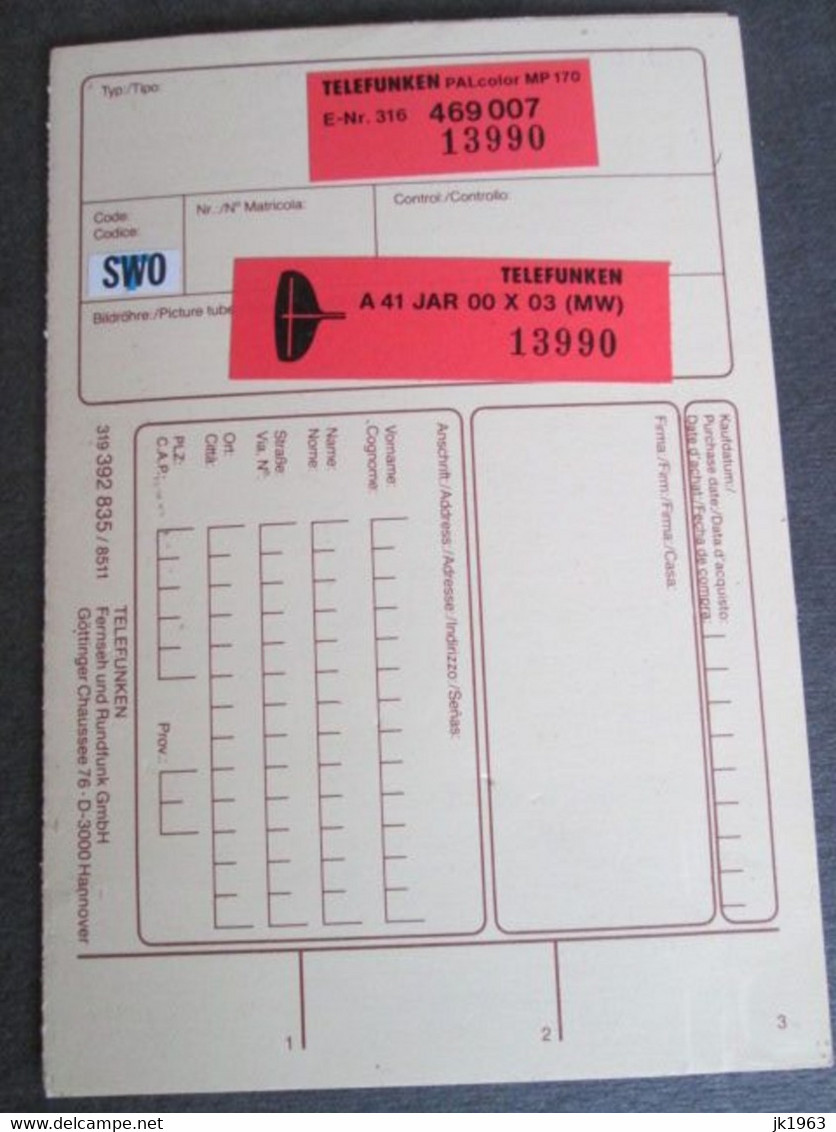 Typ:/Tipo:
TELEFUNKEN PALcolor MP 170
E-Nr. 316 469 007
13990
Code:
Codice:
SWO
Nr.:/N° Matricola:
Control:/Controllo:
Bildröhre:/Picture tube
TELEFUNKEN
A 41 JAR 00 X 03 (MW)
13990
Kaufdatum:/
Purchase date:/Data d'acquisto:
Date d'achat:/Fecha de compra:
Firma:/Firm:/Firma:/Casa:
Anschrift:/Address:/Adresse:/Indirizzo:/Señas:
Vorname:
Cognome:
Name:
Nome:
Straße:
Via, N°:
Ort:
Città:
PLZ:
C.A.P.:
Prov.:
319 392 835 / 8511
TELEFUNKEN
Fernseh und Rundfunk GmbH
Göttinger Chaussee 76 · D-3000 Hannover
1
2
3
delcampe.net
jk1963